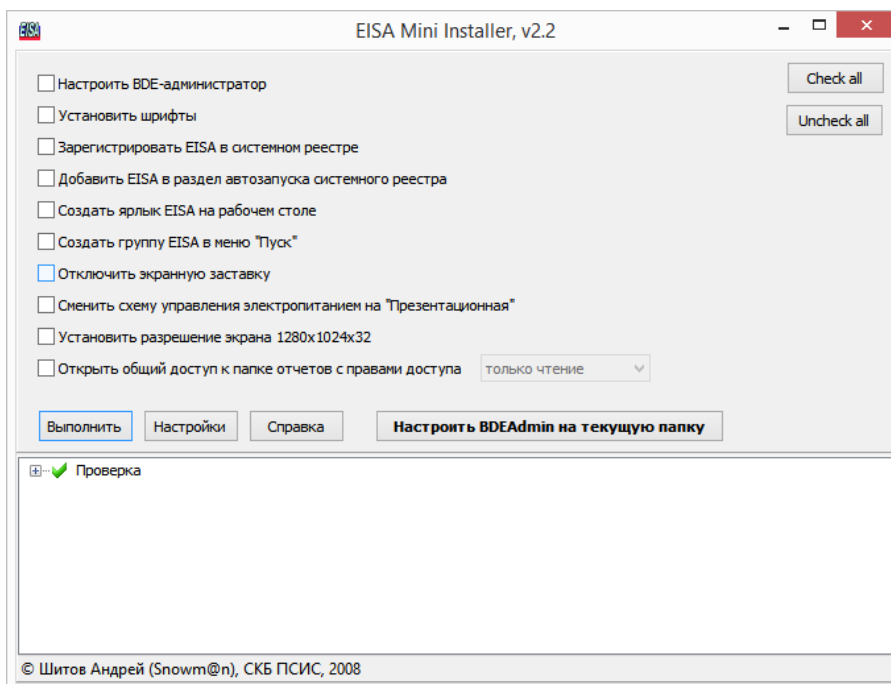 EISA
EISA Mini Installer, v2.2
Настроить BDE-администратор
Check all
Установить шрифты
Uncheck all
Зарегистрировать EISA в системном реестре
Добавить EISA в раздел автозапуска системного реестра
Создать ярлык EISA на рабочем столе
Создать группу EISA в меню "Пуск"
Отключить экранную заставку
Сменить схему управления электропитанием на "Презентационная"
Установить разрешение экрана 1280x1024x32
Открыть общий доступ к папке отчетов с правами доступа только чтение
Выполнить Настройки Справка Настроить BDEAdmin на текущую папку
Проверка
© Шитов Андрей (Snowm@n), СКБ ПСИС, 2008